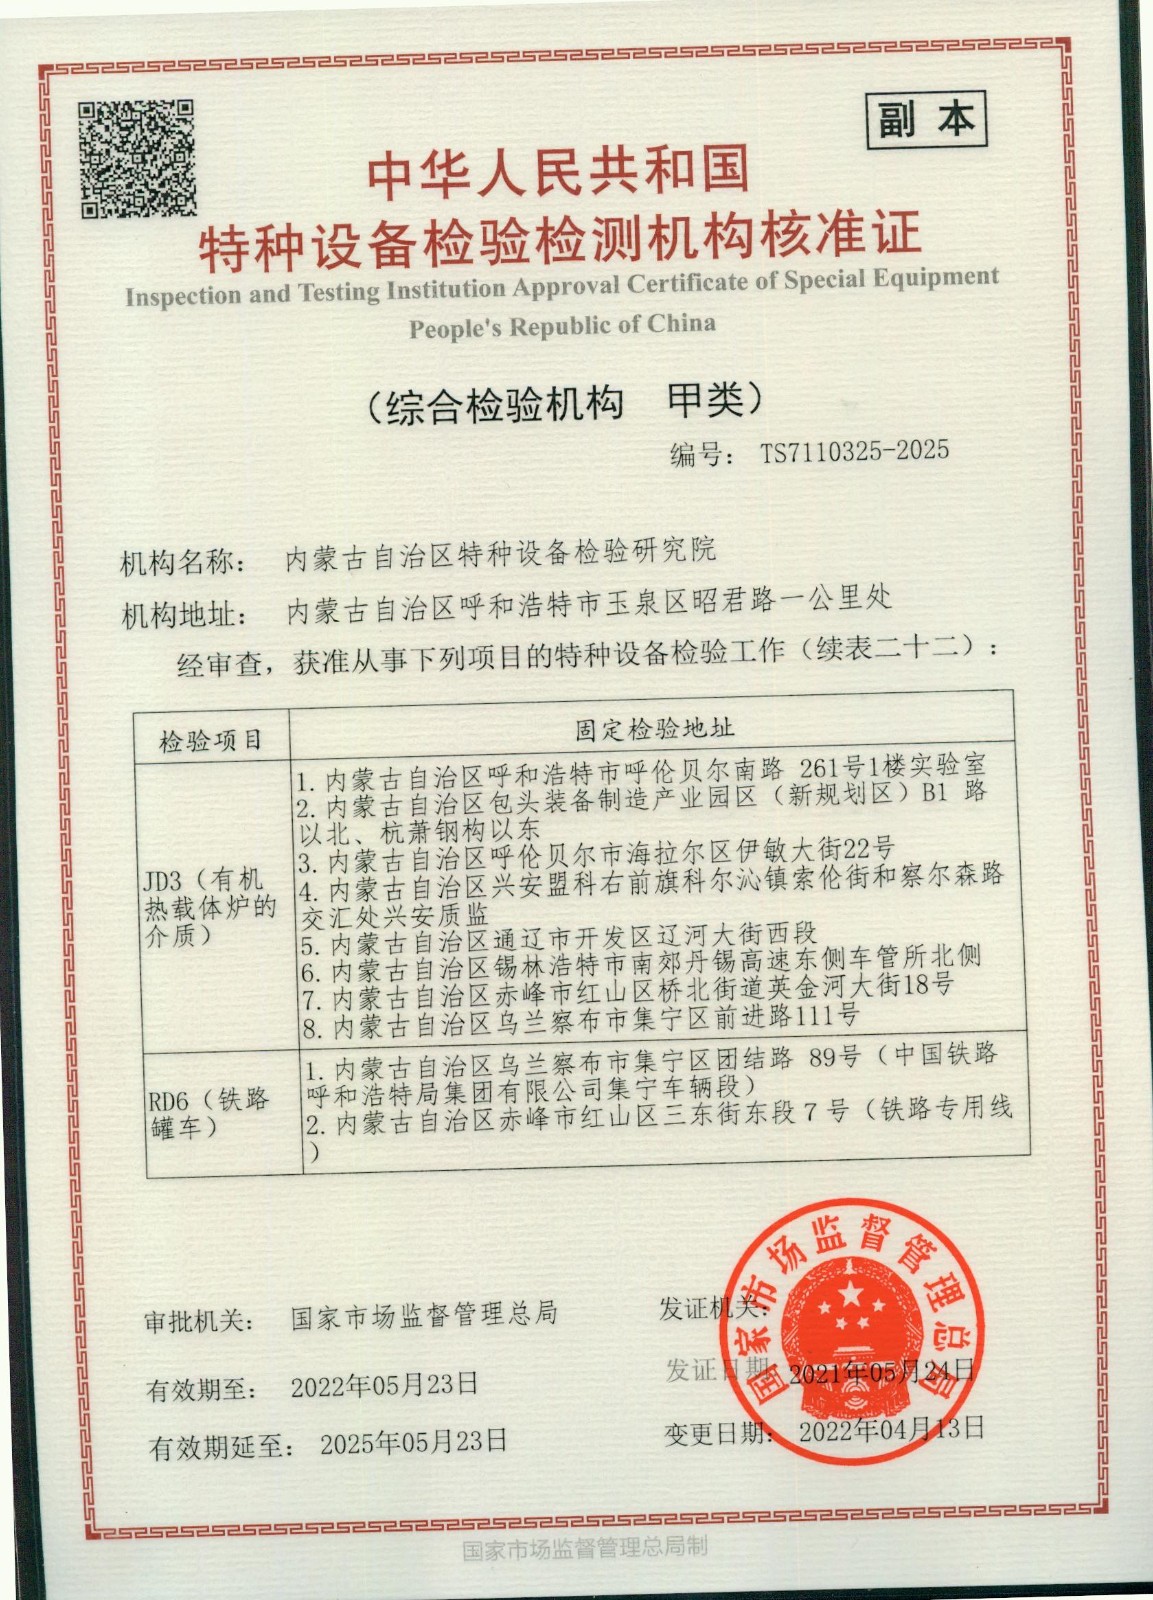 副 本
中华人民共和国
特种设备检验检测机构核准证
Inspection and Testing Institution Approval Certificate of Special Equipment
People's Republic of China
（综合检验机构 甲类）
编号： TS7110325-2025
机构名称： 内蒙古自治区特种设备检验研究院
机构地址： 内蒙古自治区呼和浩特市玉泉区昭君路一公里处
经审查，获准从事下列项目的特种设备检验工作（续表二十二）：
检验项目 固定检验地址
JD3（有机
热载体炉的
介质）
1. 内蒙古自治区呼和浩特市呼伦贝尔南路 261号1楼实验室
2. 内蒙古自治区包头装备制造产业园区（新规划区）B1 路
以北、杭萧钢构以东
3. 内蒙古自治区呼伦贝尔市海拉尔区伊敏大街22号
4. 内蒙古自治区兴安盟科右前旗科尔沁镇索伦街和察尔森路
交汇处兴安质监
5. 内蒙古自治区通辽市开发区辽河大街西段
6. 内蒙古自治区锡林浩特市南郊丹锡高速东侧车管所北侧
7. 内蒙古自治区赤峰市红山区桥北街道英金河大街18号
8. 内蒙古自治区乌兰察布市集宁区前进路111号
RD6（铁路
罐车）
1. 内蒙古自治区乌兰察布市集宁区团结路 89号（中国铁路
呼和浩特局集团有限公司集宁车辆段）
2. 内蒙古自治区赤峰市红山区三东街东段 7 号（铁路专用线
）
审批机关： 国家市场监督管理总局
发证机关：
国家市场监督管理总局
有效期至： 2022年05月23日
发证日期： 2021年05月24日
有效期延至： 2025年05月23日
变更日期： 2022年04月13日
国家市场监督管理总局制